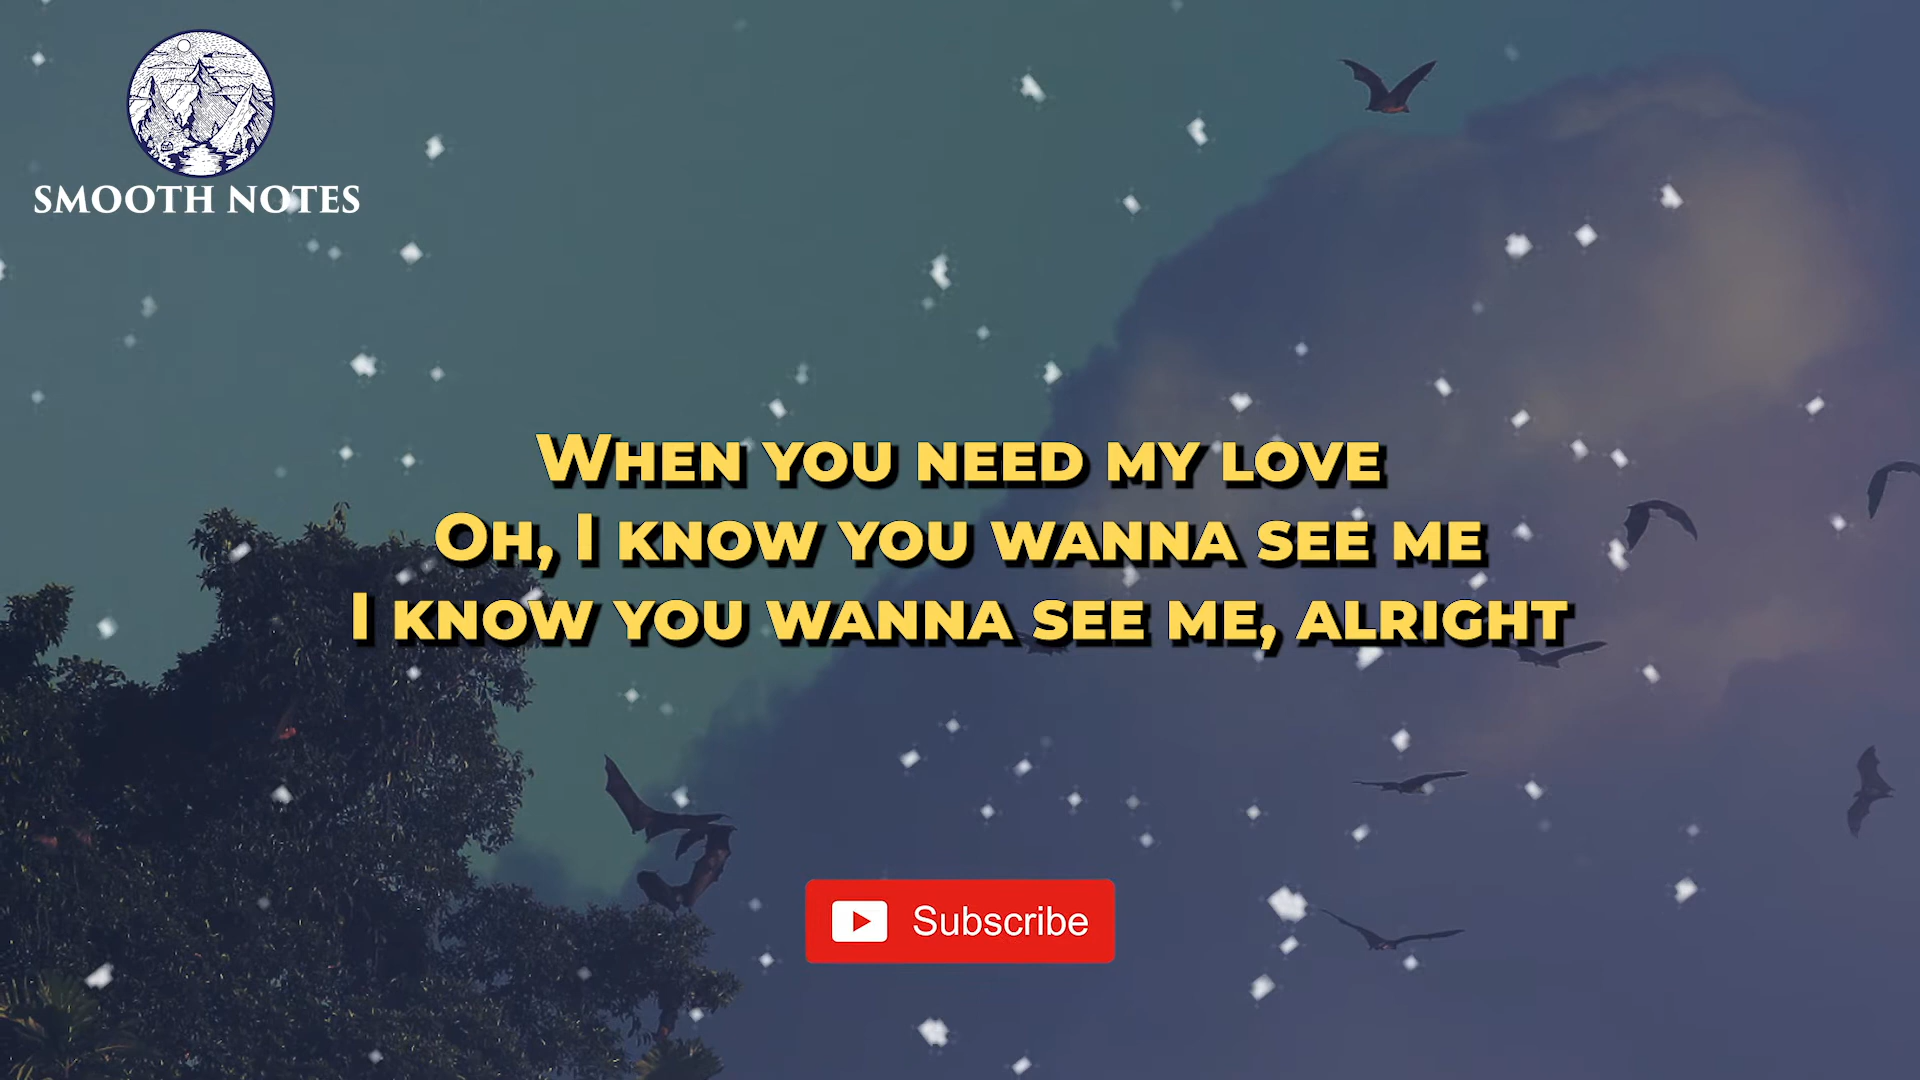 SMOOTH NOTES
When you need my love
Oh, I know you wanna see me
I know you wanna see me, alright
Subscribe